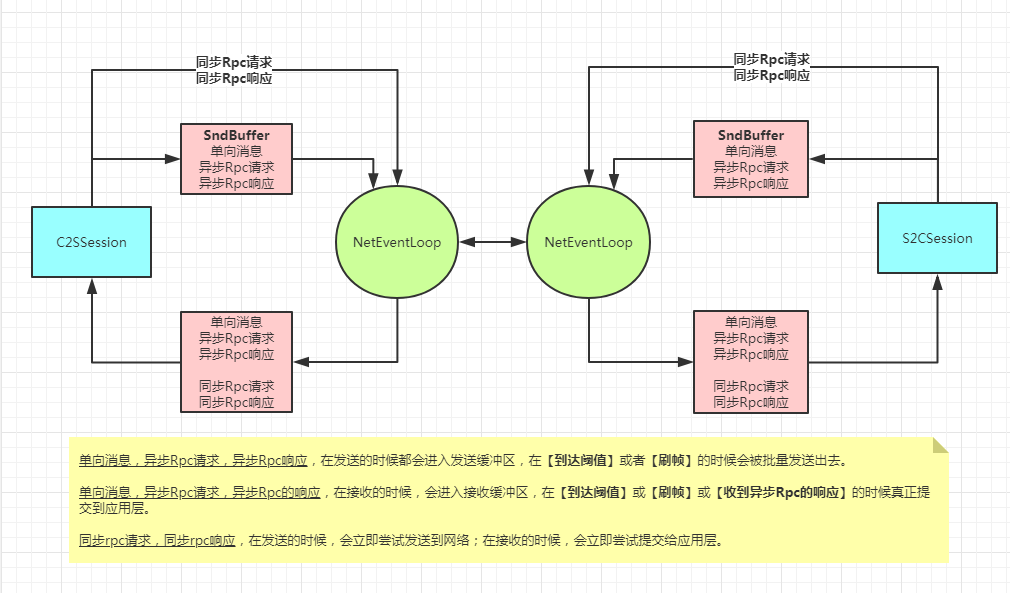 同步Rpc请求
同步Rpc响应
同步Rpc请求
同步Rpc响应
SndBuffer
单向消息
异步Rpc请求
异步Rpc响应
SndBuffer
单向消息
异步Rpc请求
异步Rpc响应
C2SSession
NetEventLoop
NetEventLoop
S2CSession
单向消息
异步Rpc请求
异步Rpc响应
同步Rpc请求
同步Rpc响应
单向消息
异步Rpc请求
异步Rpc响应
同步Rpc请求
同步Rpc响应
单向消息，异步Rpc请求，异步Rpc响应，在发送的时候都会进入发送缓冲区，在【到达阈值】或者【刷帧】的时候会被批量发送出去。
单向消息，异步Rpc请求，异步Rpc的响应，在接收的时候，会进入接收缓冲区，在【到达阈值】或【刷帧】或【收到异步Rpc的响应】的时候真正提
交到应用层。
同步rpc请求，同步rpc响应，在发送的时候，会立即尝试发送到网络；在接收的时候，会立即尝试提交给应用层。